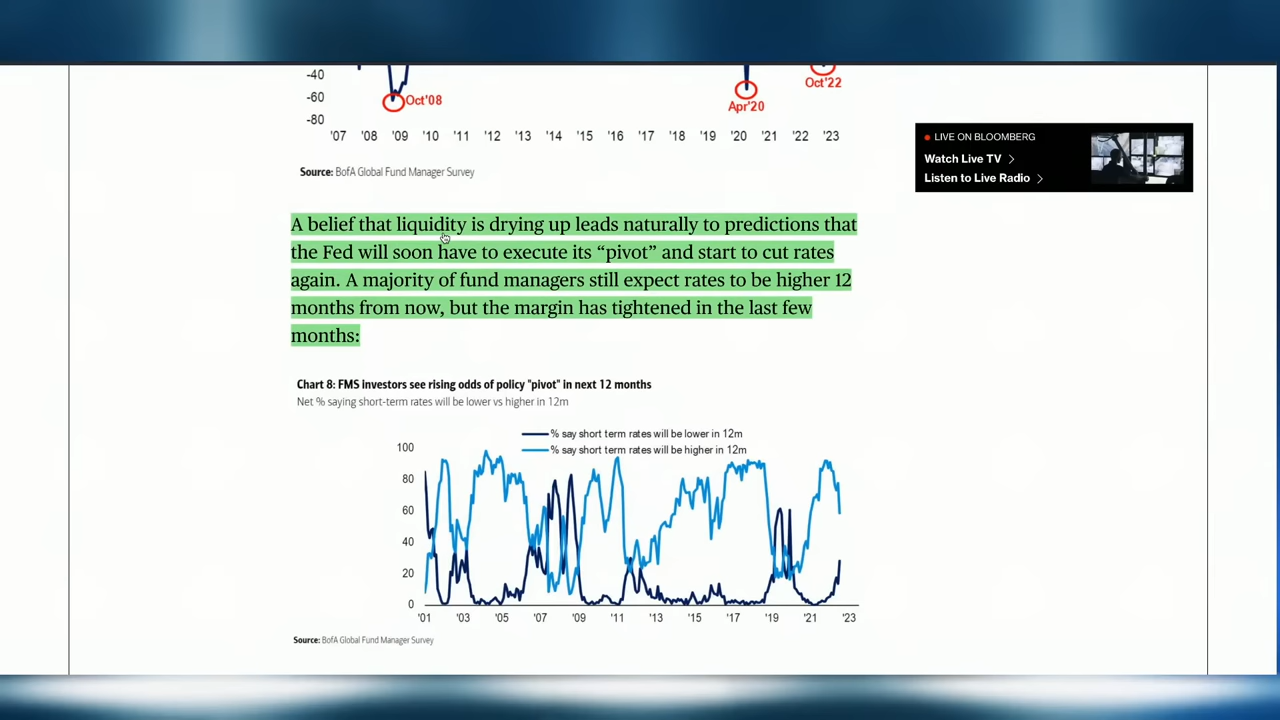 -40
-60
-80
Oct'08
Apr'20
Oct'22
'07 '08 '09 '10 '11 '12 '13 '14 '15 '16 '17 '18 '19 '20 '21 '22 '23
Source: BofA Global Fund Manager Survey
LIVE ON BLOOMBERG
Watch Live TV >
Listen to Live Radio >
A belief that liquidity is drying up leads naturally to predictions that
the Fed will soon have to execute its “pivot” and start to cut rates
again. A majority of fund managers still expect rates to be higher 12
months from now, but the margin has tightened in the last few
months:
Chart 8: FMS investors see rising odds of policy "pivot" in next 12 months
Net % saying short-term rates will be lower vs higher in 12m
% say short term rates will be lower in 12m
% say short term rates will be higher in 12m
100
80
60
40
20
0
'01 '03 '05 '07 '09 '11 '13 '15 '17 '19 '21 '23
Source: BofA Global Fund Manager Survey